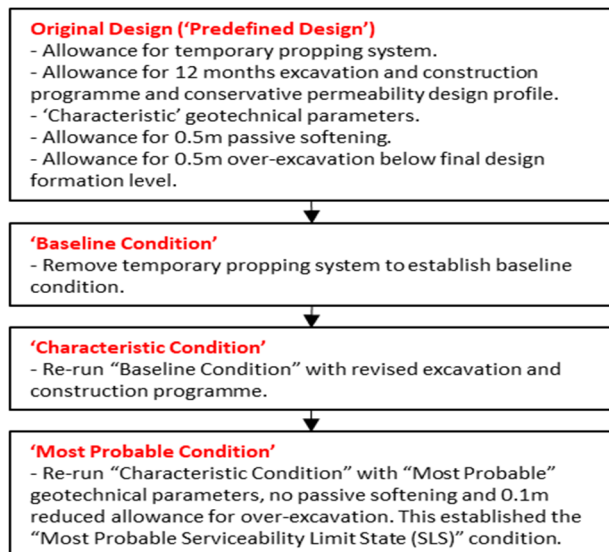 Original Design (‘Predefined Design’)
- Allowance for temporary propping system.
- Allowance for 12 months excavation and construction
programme and conservative permeability design profile.
- ‘Characteristic’ geotechnical parameters.
- Allowance for 0.5m passive softening.
- Allowance for 0.5m over-excavation below final design
formation level.
‘Baseline Condition’
- Remove temporary propping system to establish baseline
condition.
‘Characteristic Condition’
- Re-run “Baseline Condition” with revised excavation and
construction programme.
‘Most Probable Condition’
- Re-run “Characteristic Condition” with “Most Probable”
geotechnical parameters, no passive softening and 0.1m
reduced allowance for over-excavation. This established the
“Most Probable Serviceability Limit State (SLS)” condition.